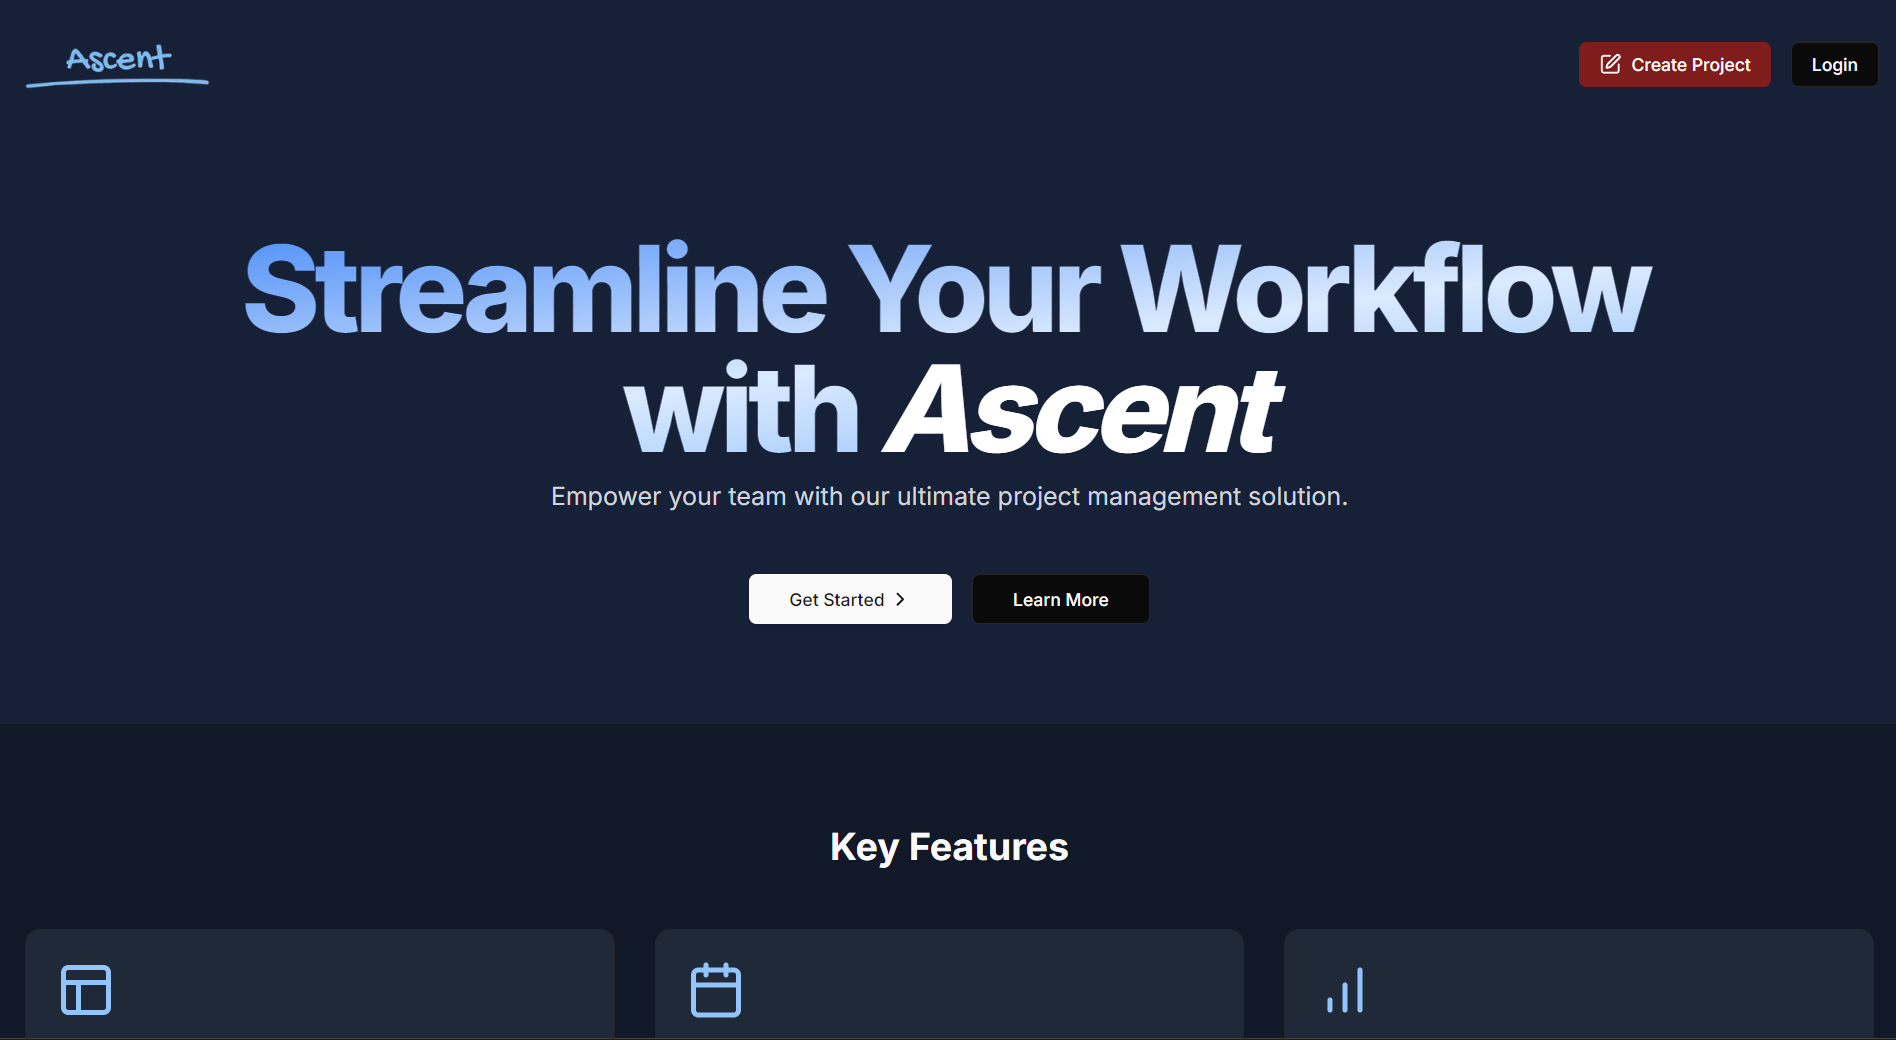 Ascent
Create Project
Login
Streamline Your Workflow
with Ascent
Empower your team with our ultimate project management solution.
Get Started
Learn More
Key Features